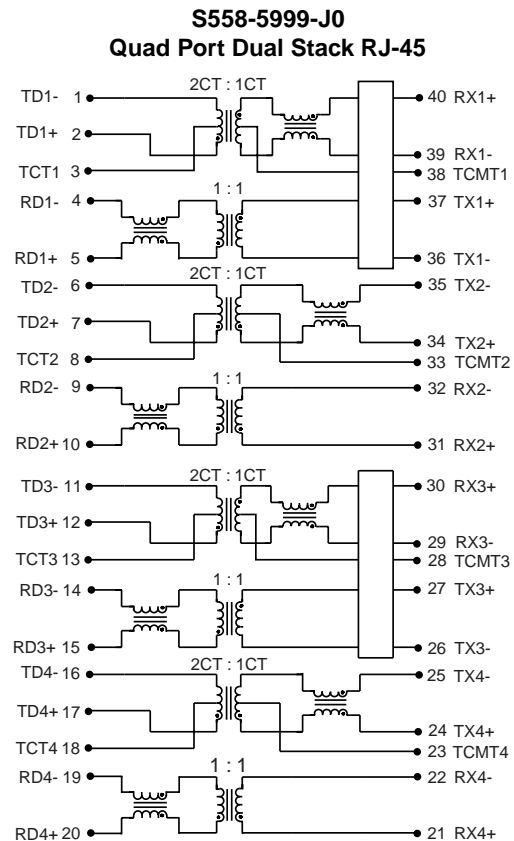 S558-5999-J0
Quad Port Dual Stack RJ-45
2CT : 1CT
TD1- 1
40 RX1+
TD1+ 2
39 RX1-
TCT1 3
38 TCMT1
1 : 1
RD1- 4
37 TX1+
RD1+ 5
36 TX1-
2CT : 1CT
TD2- 6
35 TX2-
TD2+ 7
34 TX2+
TCT2 8
33 TCMT2
1 : 1
RD2- 9
32 RX2-
RD2+ 10
31 RX2+
2CT : 1CT
TD3- 11
30 RX3+
TD3+ 12
29 RX3-
TCT3 13
28 TCMT3
1 : 1
RD3- 14
27 TX3+
RD3+ 15
26 TX3-
2CT : 1CT
TD4- 16
25 TX4-
TD4+ 17
24 TX4+
TCT4 18
23 TCMT4
1 : 1
RD4- 19
22 RX4-
RD4+ 20
21 RX4+